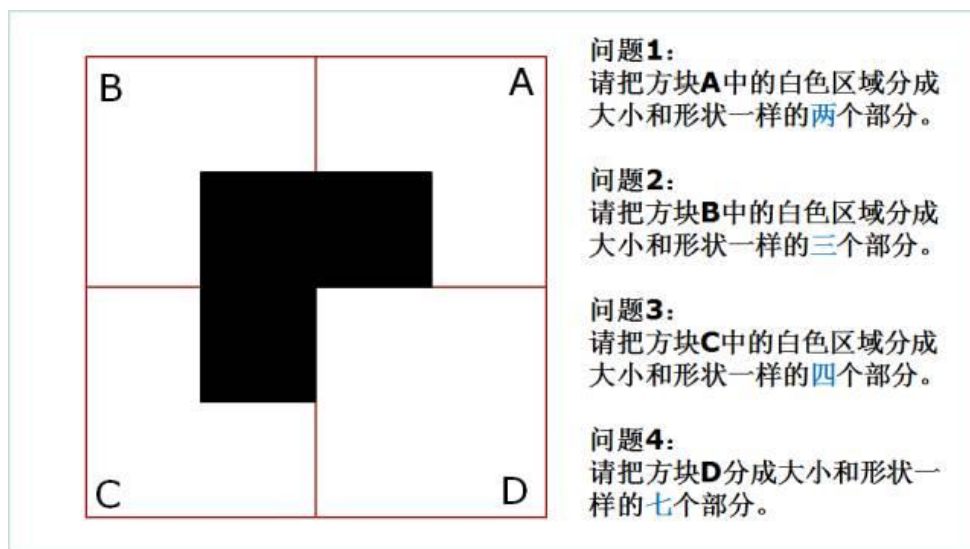 B
A
C
D
问题1：
请把方块A中的白色区域分成
大小和形状一样的两个部分。
问题2：
请把方块B中的白色区域分成
大小和形状一样的三个部分。
问题3：
请把方块C中的白色区域分成
大小和形状一样的四个部分。
问题4：
请把方块D分成大小和形状一
样的七个部分。